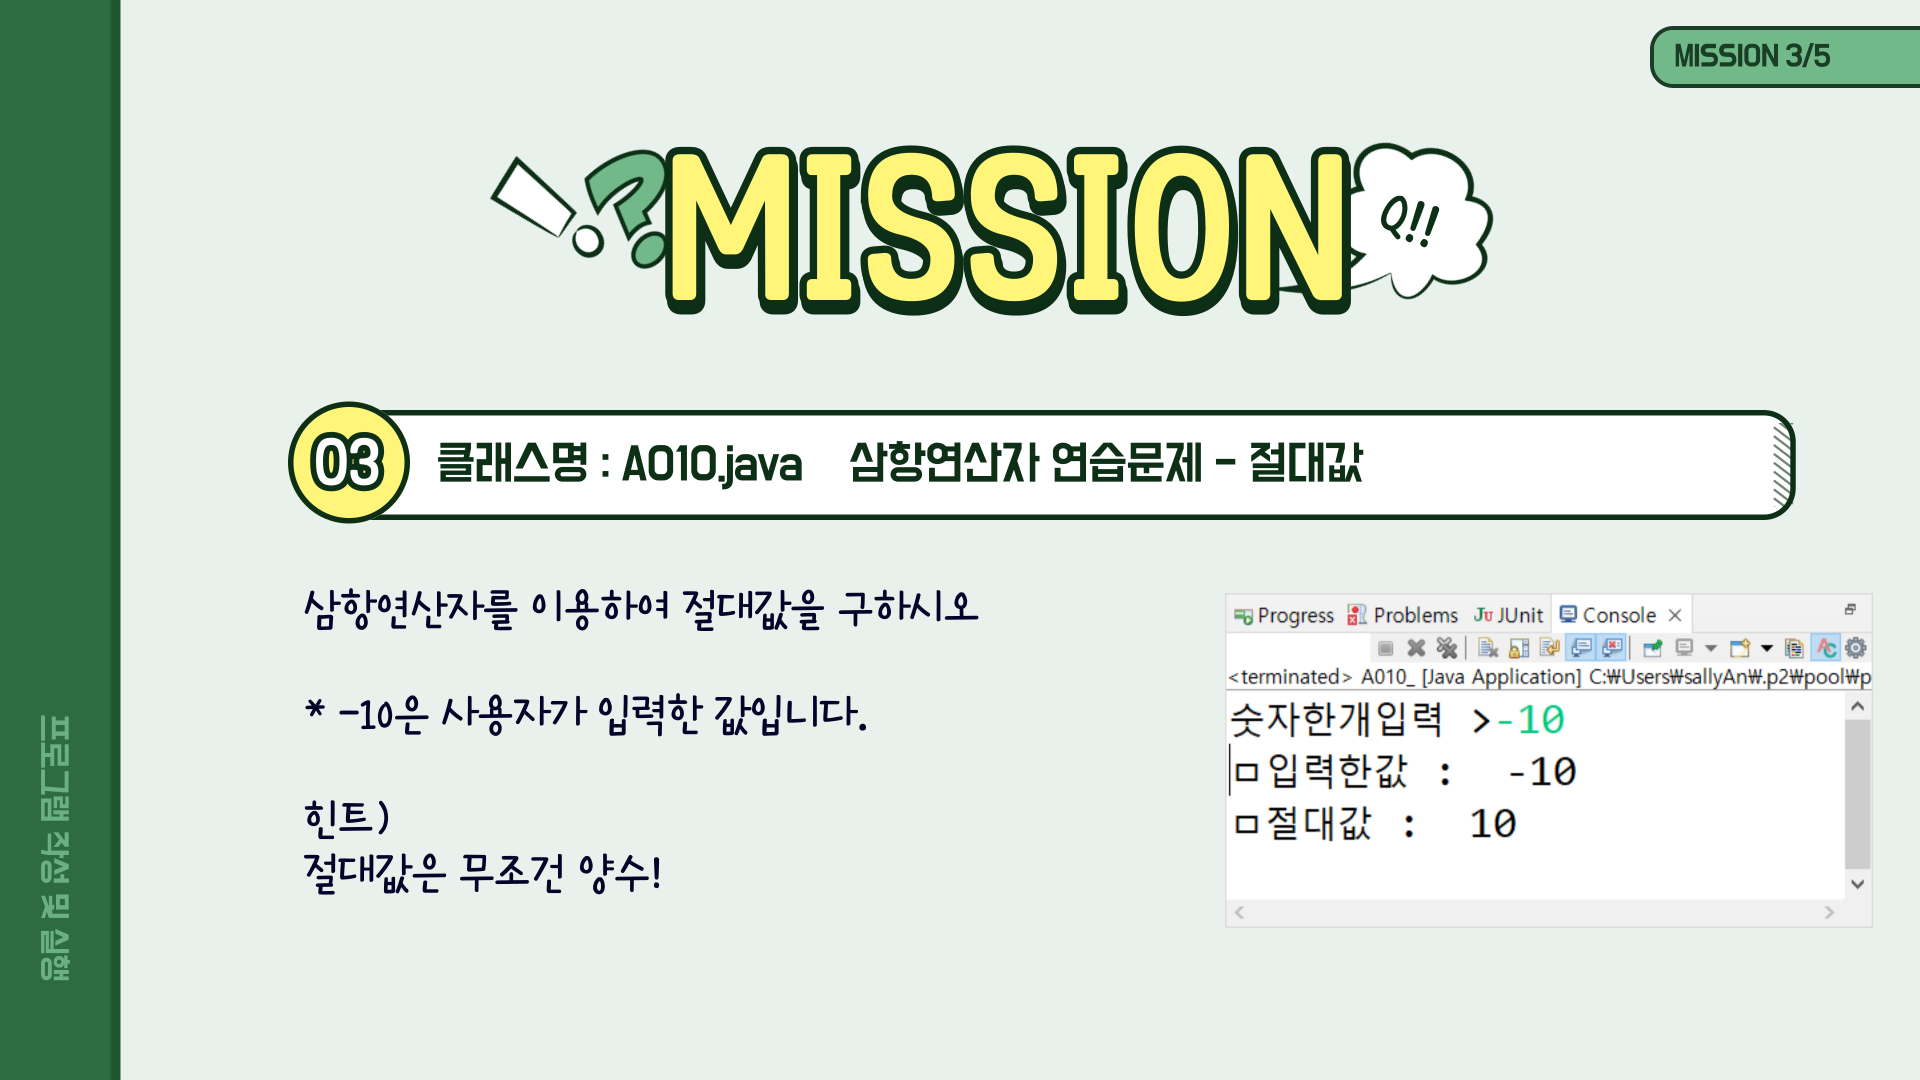 MISSION 3/5
MISSION
Q!!
03
클래스명 : A010.java 삼항연산자 연습문제 - 절대값
삼항연산자를 이용하여 절대값을 구하시오
* -10은 사용자가 입력한 값입니다.
힌트)
절대값은 무조건 양수!
Progress Problems JUnit Console
<terminated> A010_ [Java Application] C:₩Users₩sallyAn₩.p2₩pool₩p
숫자한개입력 >-10
ㅁ입력한값 : -10
ㅁ절대값 : 10
프로그램 작성 및 실행